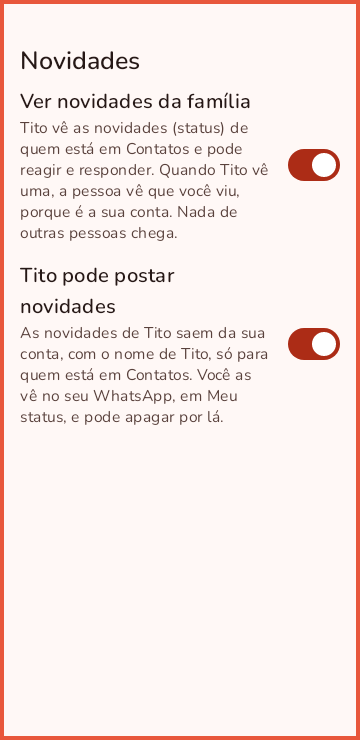 Novidades
Ver novidades da família
Tito vê as novidades (status) de
quem está em Contatos e pode
reagir e responder. Quando Tito vê
uma, a pessoa vê que você viu,
porque é a sua conta. Nada de
outras pessoas chega.
Tito pode postar
novidades
As novidades de Tito saem da sua
conta, com o nome de Tito, só para
quem está em Contatos. Você as
vê no seu WhatsApp, em Meu
status, e pode apagar por lá.